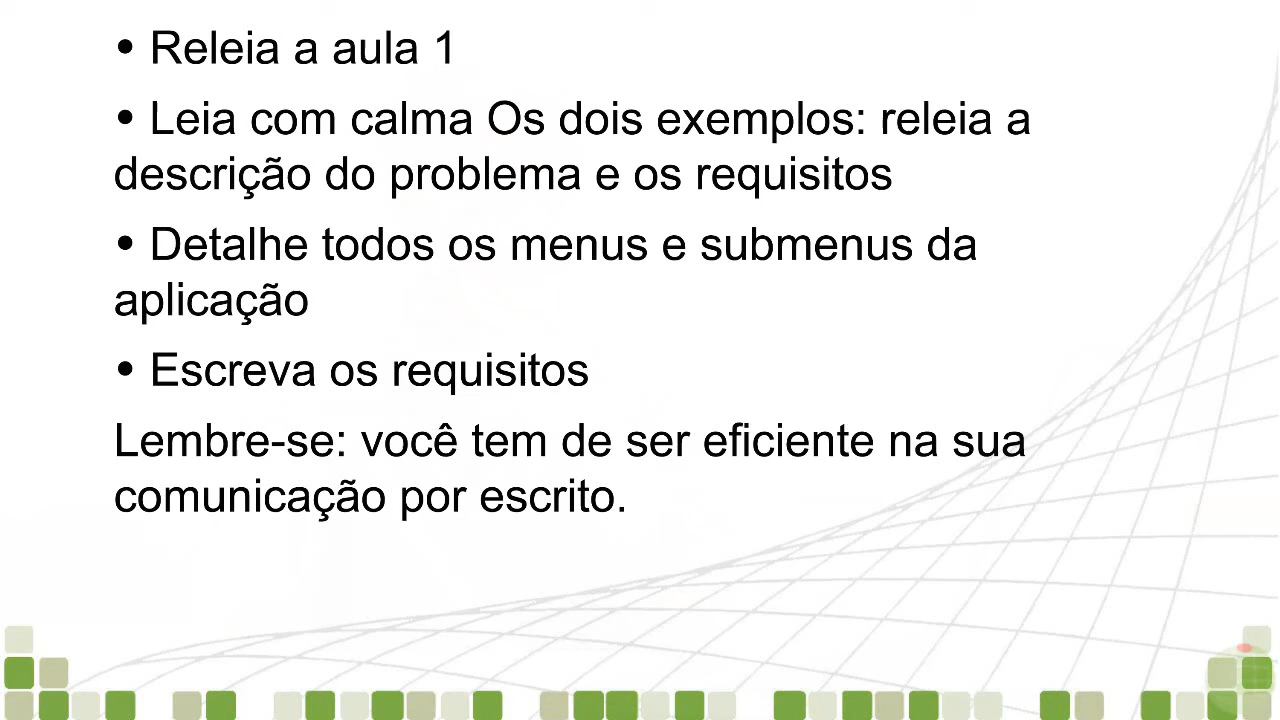 • Releia a aula 1
• Leia com calma Os dois exemplos: releia a
descrição do problema e os requisitos
• Detalhe todos os menus e submenus da
aplicação
• Escreva os requisitos
Lembre-se: você tem de ser eficiente na sua
comunicação por escrito.